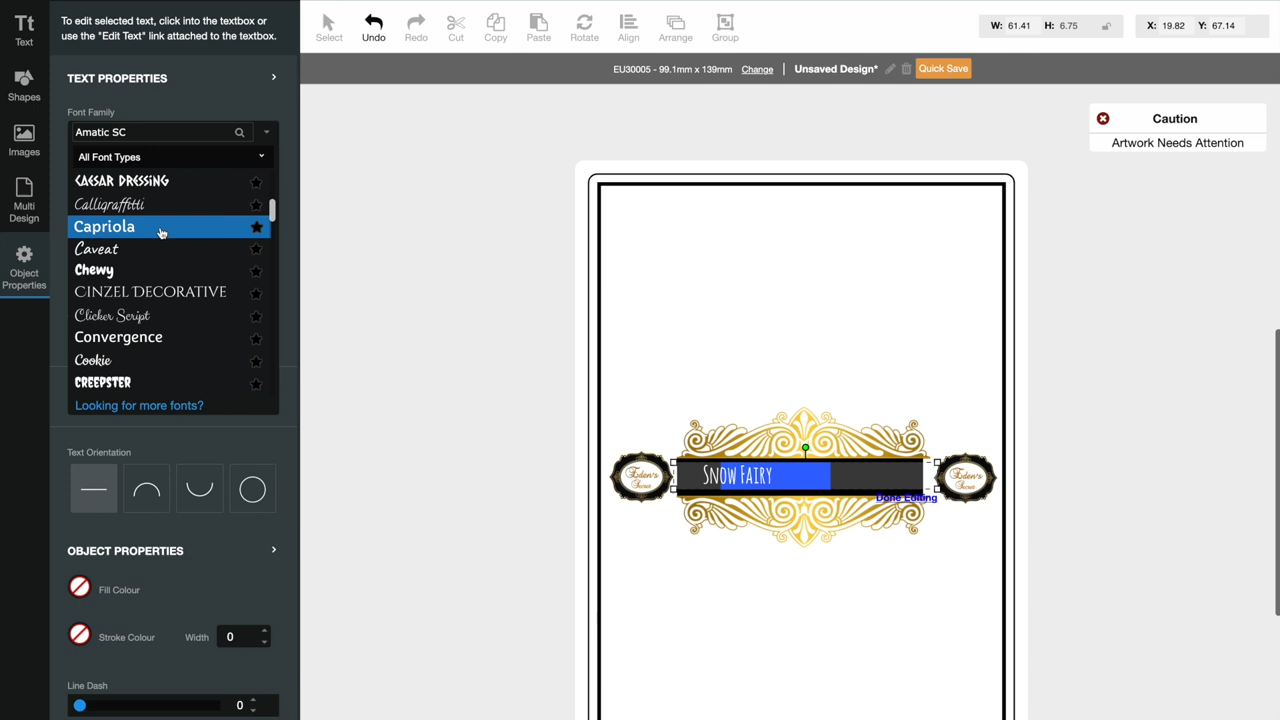 To edit selected text, click into the textbox or
use the "Edit Text" link attached to the textbox.
Text
Shapes
Images
Multi
Design
Object
Properties
TEXT PROPERTIES
Font Family
Amatic SC
All Font Types
CAESAR DRESSING
Calligraffitti
Capriola
Caveat
Chewy
CINZEL DECORATIVE
Clicker Script
Convergence
Cookie
CREEPSTER
Looking for more fonts?
Text Orientation
OBJECT PROPERTIES
Fill Colour
Stroke Colour
Width
0
Line Dash
0
Select
Undo
Redo
Cut
Copy
Paste
Rotate
Align
Arrange
Group
W: 61.41 H: 6.75
X: 19.82 Y: 67.14
EU30005 - 99.1mm x 139mm Change | Unsaved Design* Quick Save
Caution
Artwork Needs Attention
Eden's
Secret
SNOW FAIRY
Eden's
Secret
Done Editing